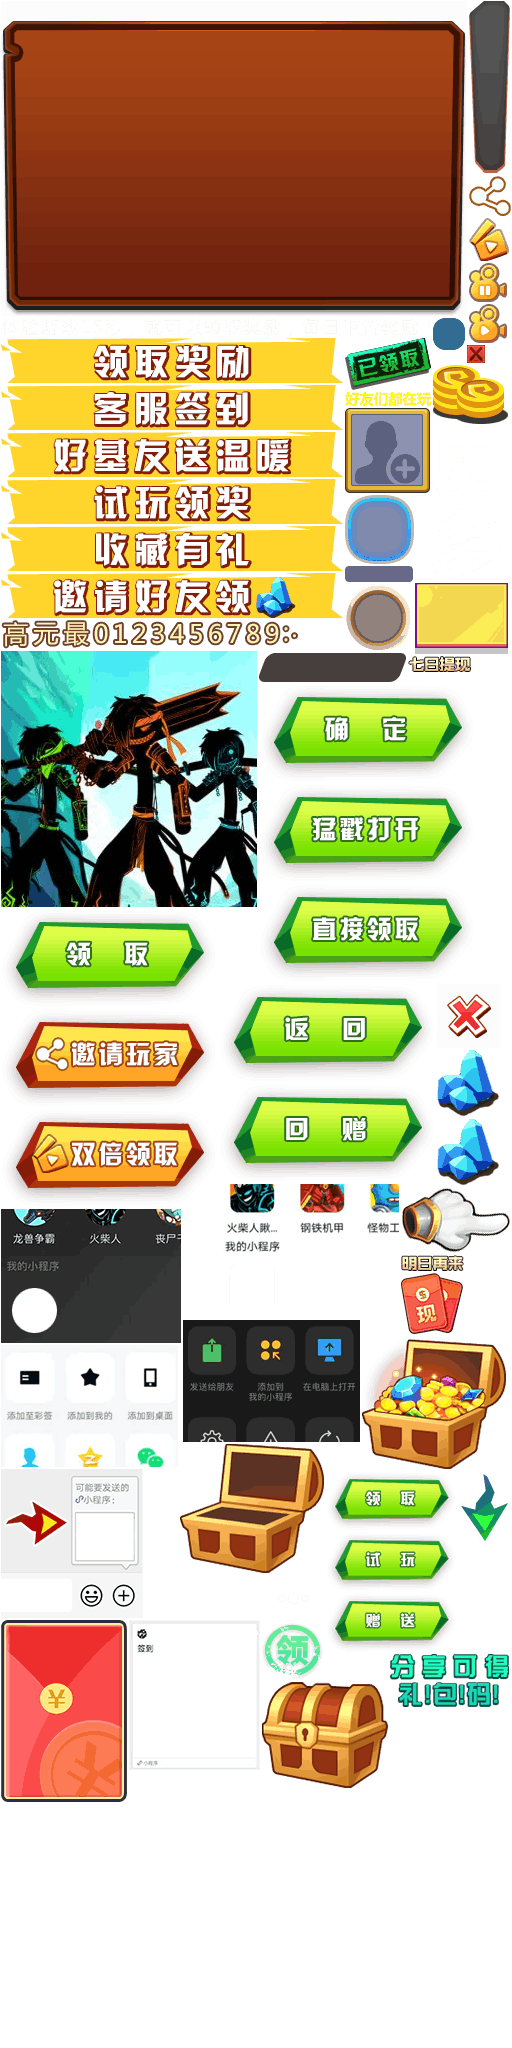 领取奖励
已领取
好友们都在玩
客服签到
好基友送温暖
试玩领奖
收藏有礼
邀请好友领
高元最0123456789:·
七日提现
确 定
猛戳打开
直接领取
领 取
返 回
邀请玩家
回 赠
双倍领取
火柴人瞅...
钢铁机甲
怪物工
我的小程序
龙兽争霸
火柴人
丧尸
我的小程序
明日再来
现
发送给朋友
添加到
我的小程序
在电脑上打开
添加至彩签
添加到我的
添加到桌面
可能要发送的
小程序:
领 取
试 玩
赠 送
签到
领
分享可得
礼!包!码!
小程序